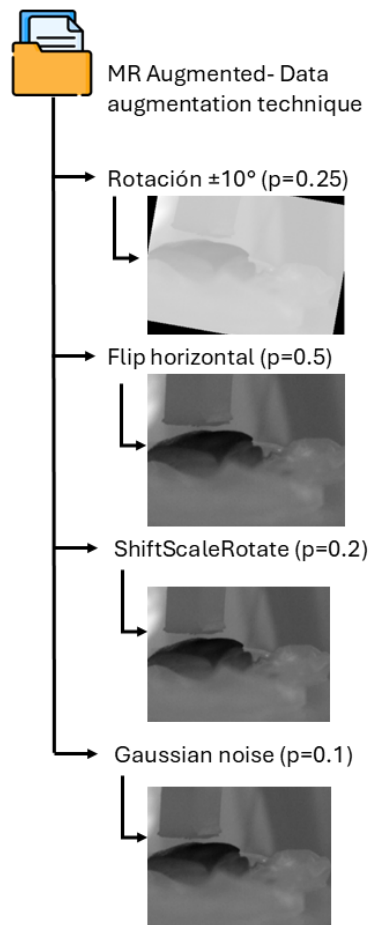 MR Augmented- Data
augmentation technique
Rotación ±10° (p=0.25)
Flip horizontal (p=0.5)
ShiftScaleRotate (p=0.2)
Gaussian noise (p=0.1)